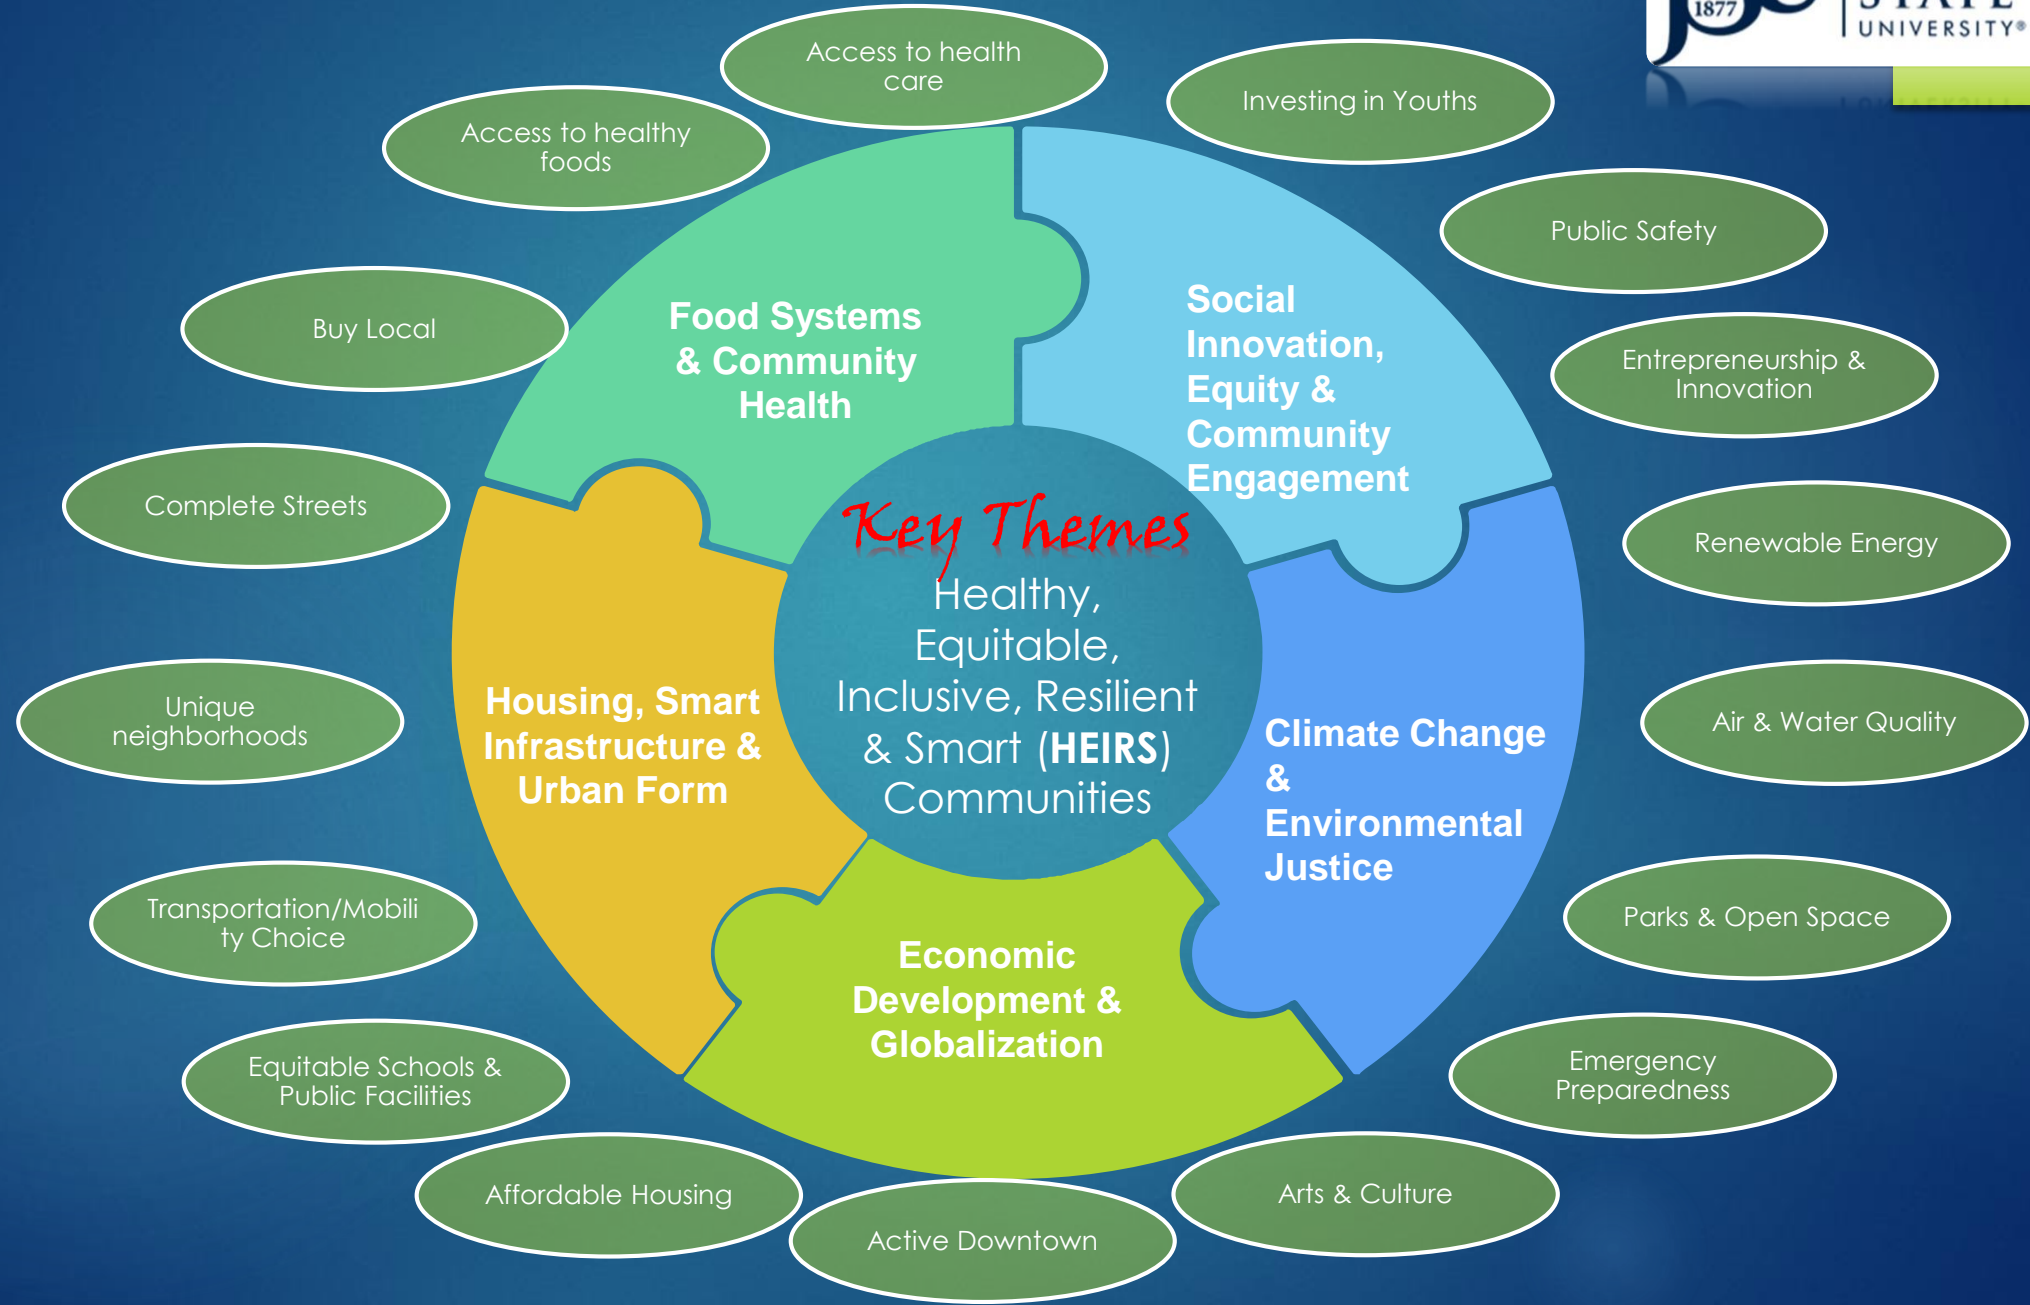 1877
UNIVERSITY®
Access to health
care
Investing in Youths
Access to healthy
foods
Public Safety
Buy Local
Entrepreneurship &
Innovation
Complete Streets
Renewable Energy
Unique
neighborhoods
Air & Water Quality
Transportation/Mobili
ty Choice
Parks & Open Space
Equitable Schools &
Public Facilities
Emergency
Preparedness
Affordable Housing
Arts & Culture
Active Downtown
Food Systems
& Community
Health
Social
Innovation,
Equity &
Community
Engagement
Housing, Smart
Infrastructure &
Urban Form
Climate Change
&
Environmental
Justice
Economic
Development &
Globalization
Key Themes
Healthy,
Equitable,
Inclusive, Resilient
& Smart (HEIRS)
Communities